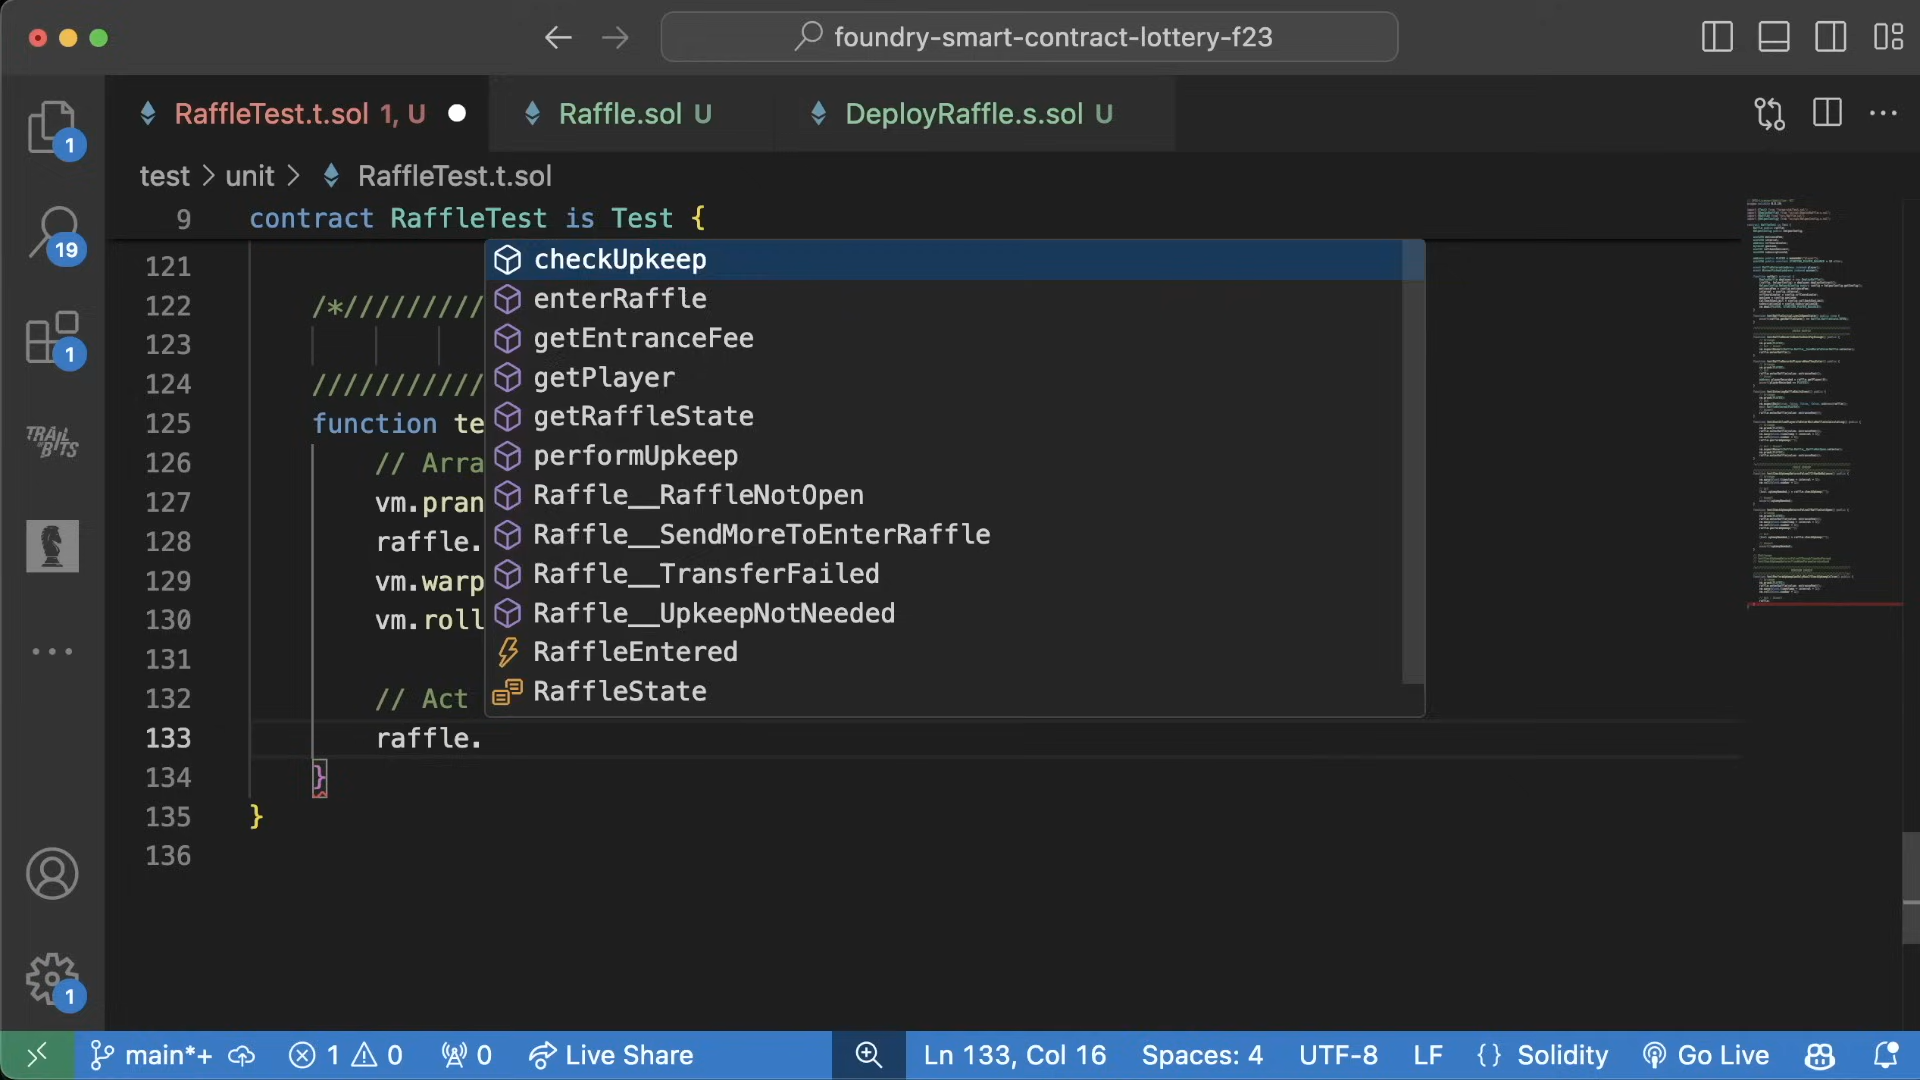 foundry-smart-contract-lottery-f23
RaffleTest.t.sol 1, U
Raffle.sol U
DeployRaffle.s.sol U
test > unit > RaffleTest.t.sol
9 contract RaffleTest is Test {
121
122 /*/////////
123
124 ///////////
125 function te
126 // Arra
127 vm.pran
128 raffle.
129 vm.warp
130 vm.roll
131
132 // Act
133 raffle.
134 }
135 }
136
checkUpkeep
enterRaffle
getEntranceFee
getPlayer
getRaffleState
performUpkeep
Raffle__RaffleNotOpen
Raffle__SendMoreToEnterRaffle
Raffle__TransferFailed
Raffle__UpkeepNotNeeded
RaffleEntered
RaffleState
1
19
1
TRAIL OF BITS
1
main*+
1 0
0
Live Share
Ln 133, Col 16
Spaces: 4
UTF-8
LF
{} Solidity
Go Live